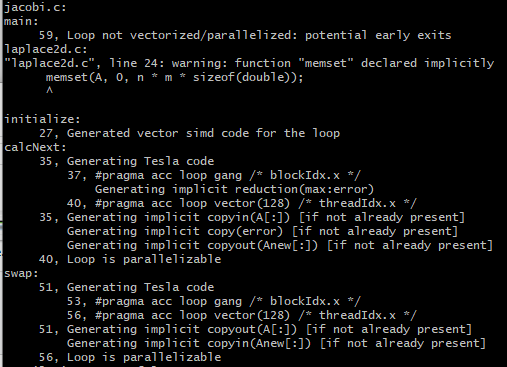 jacobi.c:
main:
59, Loop not vectorized/parallelized: potential early exits
laplace2d.c:
"laplace2d.c", line 24: warning: function "memset" declared implicitly
memset(A, 0, n * m * sizeof(double));
^
initialize:
27, Generated vector simd code for the loop
calcNext:
35, Generating Tesla code
37, #pragma acc loop gang /* blockIdx.x */
Generating implicit reduction(max:error)
40, #pragma acc loop vector(128) /* threadIdx.x */
35, Generating implicit copyin(A[:]) [if not already present]
Generating implicit copy(error) [if not already present]
Generating implicit copyout(Anew[:]) [if not already present]
40, Loop is parallelizable
swap:
51, Generating Tesla code
53, #pragma acc loop gang /* blockIdx.x */
56, #pragma acc loop vector(128) /* threadIdx.x */
51, Generating implicit copyout(A[:]) [if not already present]
Generating implicit copyin(Anew[:]) [if not already present]
56, Loop is parallelizable